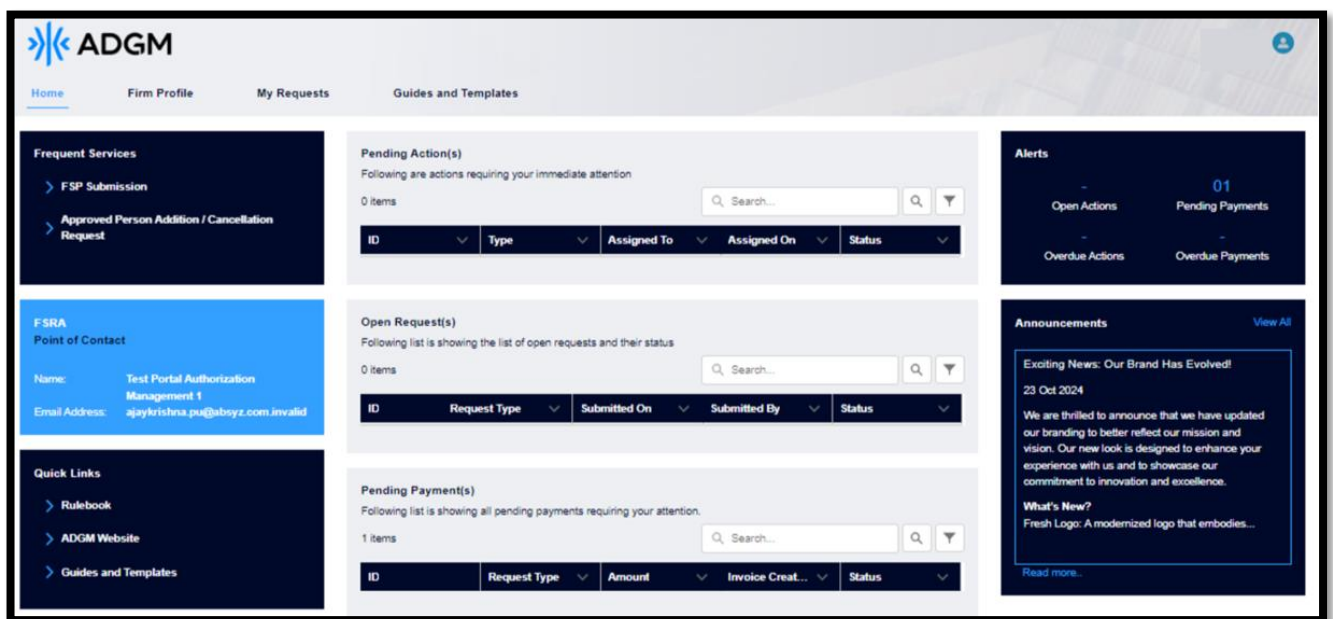 ADGM
Home Firm Profile My Requests Guides and Templates
Frequent Services
FSP Submission
Approved Person Addition / Cancellation
Request
FSRA
Point of Contact
Name: Test Portal Authorization
Management 1
Email Address: ajaykrishna.pu@absyz.com.invalid
Quick Links
Rulebook
ADGM Website
Guides and Templates
Pending Action(s)
Following are actions requiring your immediate attention
0 items Search...
ID Type Assigned To Assigned On Status
Open Request(s)
Following list is showing the list of open requests and their status
0 items Search...
ID Request Type Submitted On Submitted By Status
Pending Payment(s)
Following list is showing all pending payments requiring your attention.
1 items Search...
ID Request Type Amount Invoice Creat... Status
Alerts
- 01
Open Actions Pending Payments
- -
Overdue Actions Overdue Payments
Announcements View All
Exciting News: Our Brand Has Evolved!
23 Oct 2024
We are thrilled to announce that we have updated
our branding to better reflect our mission and
vision. Our new look is designed to enhance your
experience with us and to showcase our
commitment to innovation and excellence.
What's New?
Fresh Logo: A modernized logo that embodies...
Read more..